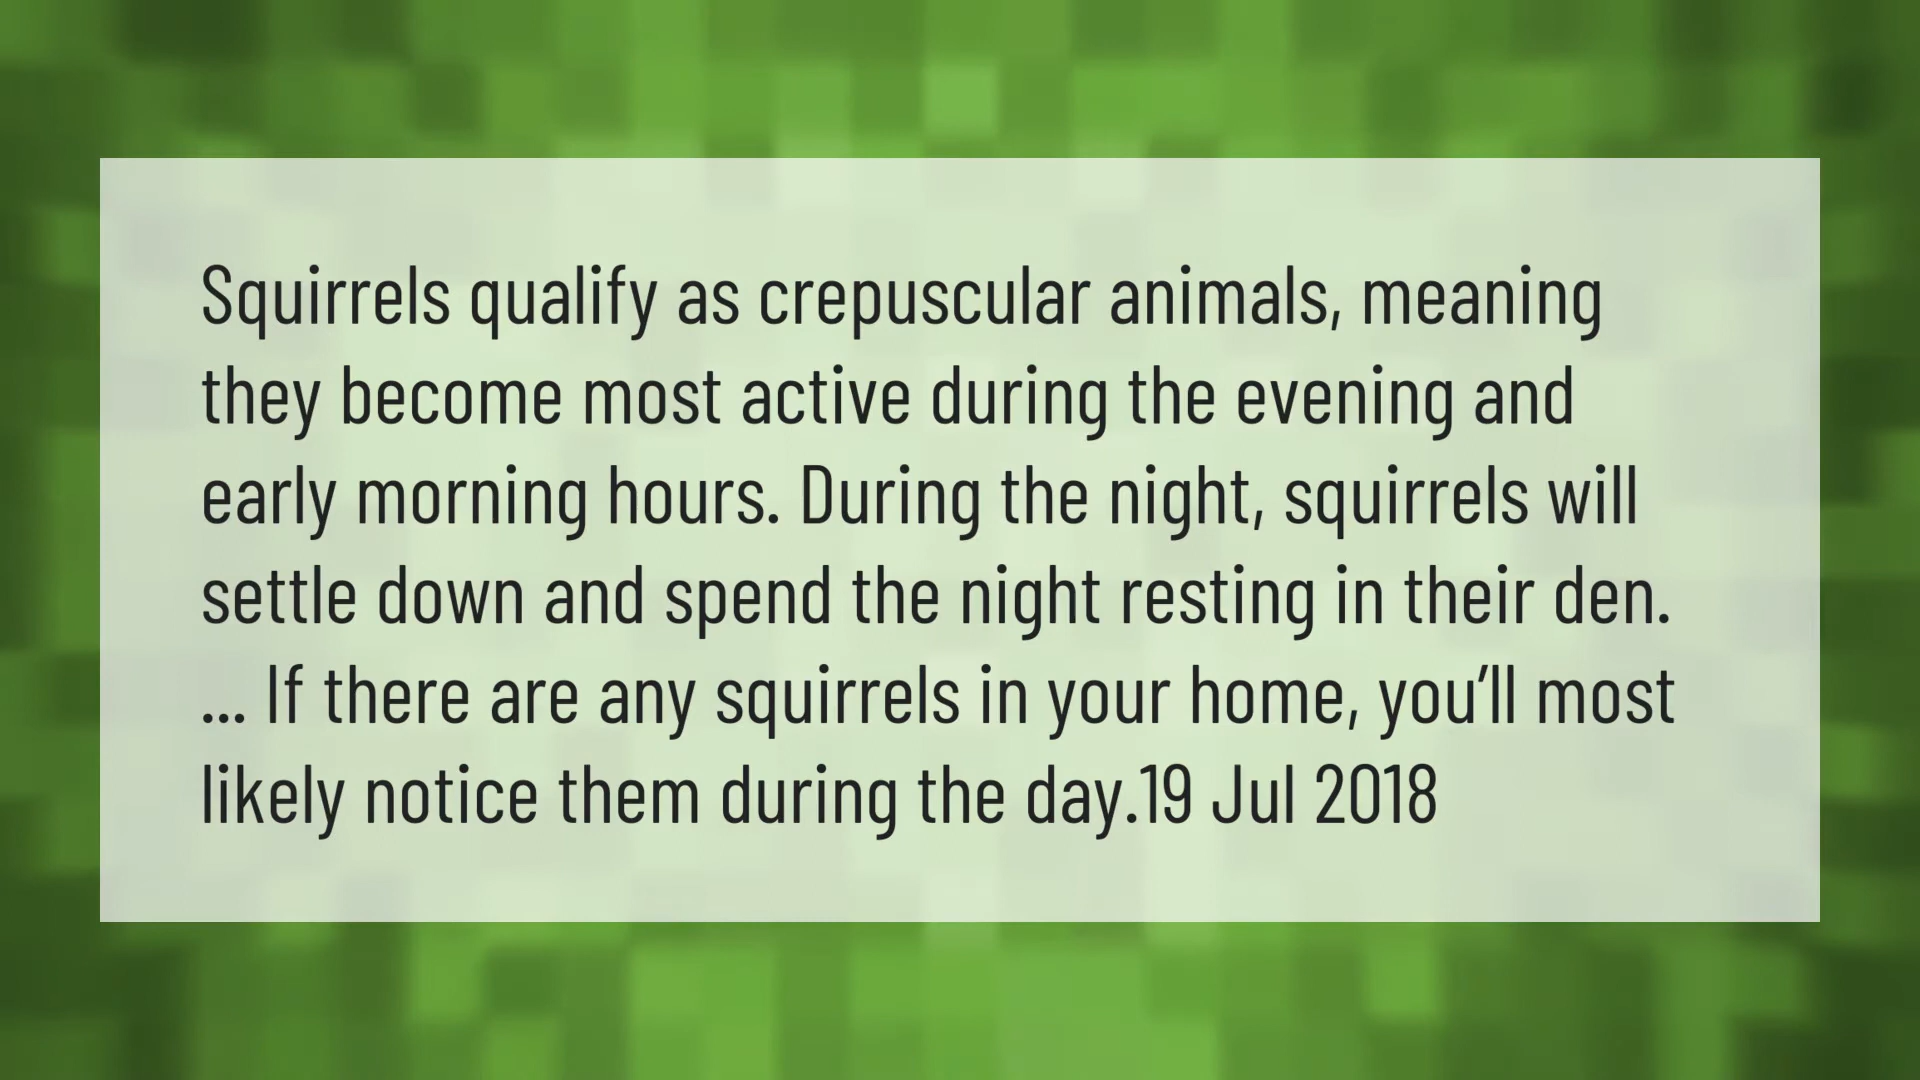 Squirrels qualify as crepuscular animals, meaning
they become most active during the evening and
early morning hours. During the night, squirrels will
settle down and spend the night resting in their den.
... If there are any squirrels in your home, you’ll most
likely notice them during the day.19 Jul 2018